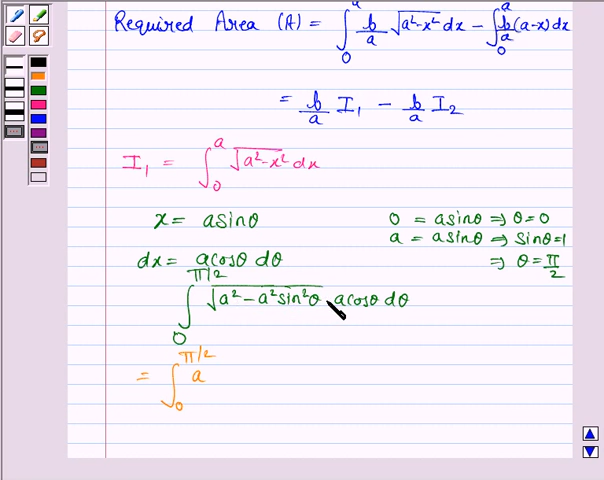 Required Area (A) = ∫₀ᵃ b/a √(a²-x²) dx - ∫₀ᵃ b/a (a-x) dx
= b/a I₁ - b/a I₂
I₁ = ∫₀ᵃ √(a²-x²) dx
x = a sinθ
0 = a sinθ ⇒ θ=0
a = a sinθ ⇒ sinθ=1
dx = a cosθ dθ
⇒ θ = π/2
∫₀^(π/2) √(a² - a² sin²θ) a cosθ dθ
= ∫₀^(π/2) a